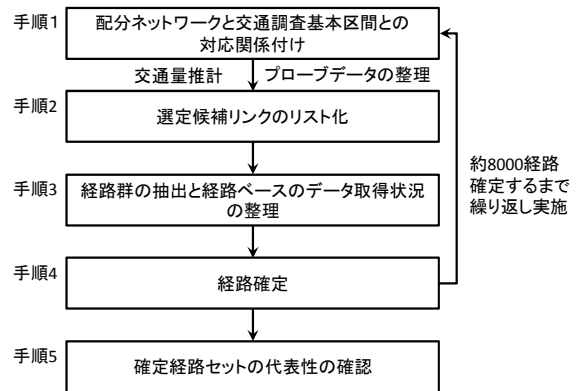 手順1
配分ネットワークと交通調査基本区間との
対応関係付け
交通量推計
プローブデータの整理
手順2
選定候補リンクのリスト化
手順3
経路群の抽出と経路ベースのデータ取得状況
の整理
約8000経路
確定するまで
繰り返し実施
手順4
経路確定
手順5
確定経路セットの代表性の確認